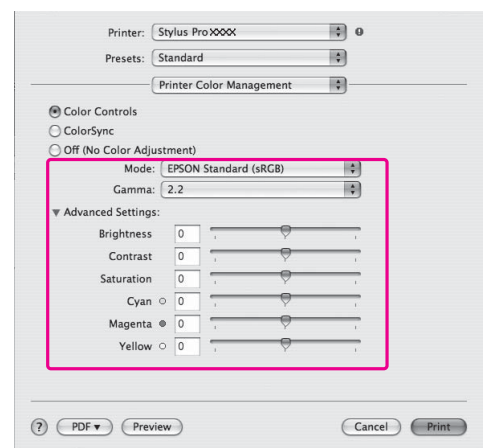 Printer: Stylus Pro XXXX
Presets: Standard
Printer Color Management
Color Controls
ColorSync
Off (No Color Adjustment)
Mode: EPSON Standard (sRGB)
Gamma: 2.2
Advanced Settings:
Brightness 0
Contrast 0
Saturation 0
Cyan 0
Magenta 0
Yellow 0
? PDF Preview Cancel Print